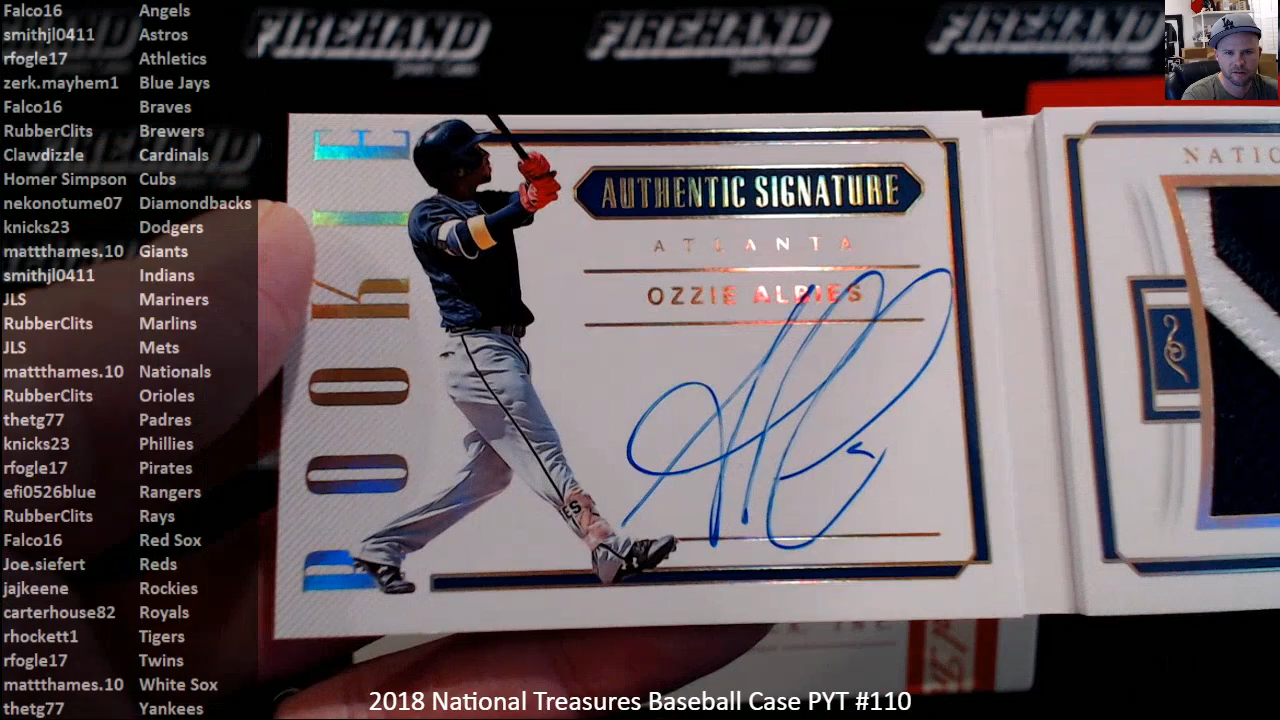 Falco16 Angels
smithjl0411 Astros
rfogle17 Athletics
zerk.mayhem1 Blue Jays
Falco16 Braves
RubberClits Brewers
Clawdizzle Cardinals
Homer Simpson Cubs
nekonotume07 Diamondbacks
knicks23 Dodgers
mattthames.10 Giants
smithjl0411 Indians
JLS Mariners
RubberClits Marlins
JLS Mets
mattthames.10 Nationals
RubberClits Orioles
thetg77 Padres
knicks23 Phillies
rfogle17 Pirates
efi0526blue Rangers
RubberClits Rays
Falco16 Red Sox
Joe.siefert Reds
jajkeene Rockies
carterhouse82 Royals
rhockett1 Tigers
rfogle17 Twins
mattthames.10 White Sox
thetg77 Yankees
FIREHAND FIREHAND FIREHAND
ROOKIE
AUTHENTIC SIGNATURE
ATLANTA
OZZIE ALBIES
NATIO
LA
2018 National Treasures Baseball Case PYT #110